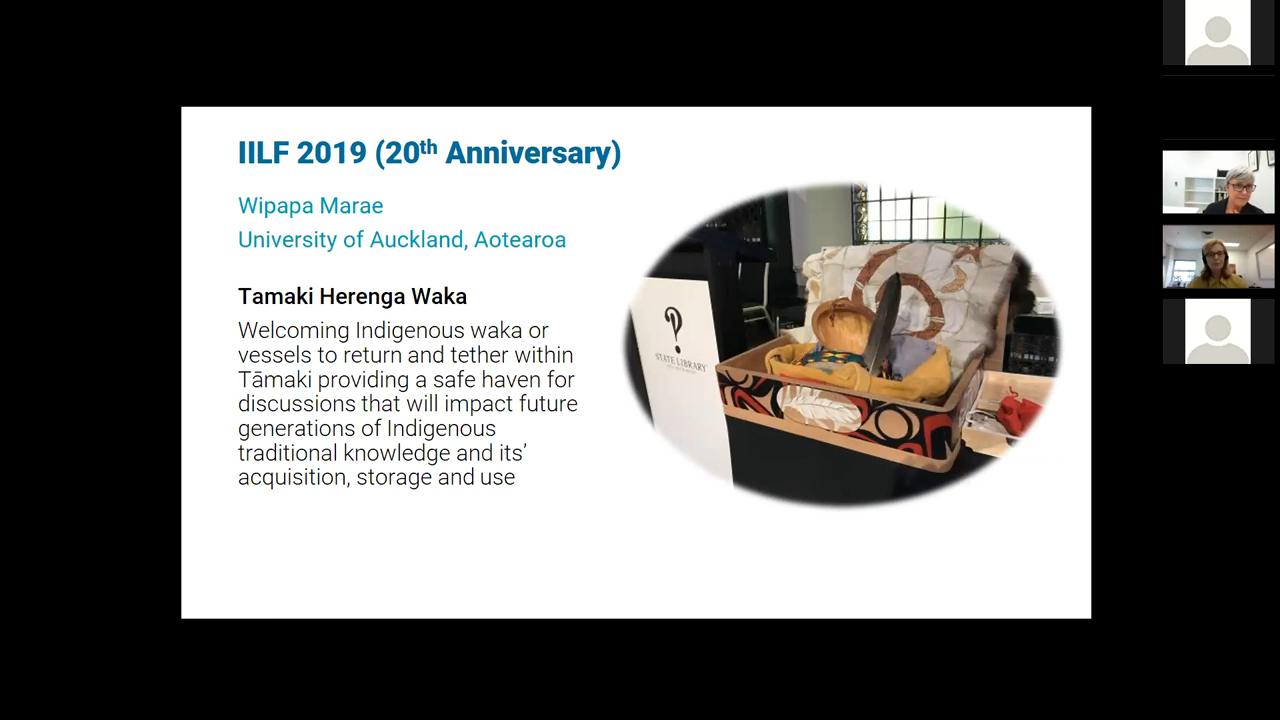 IILF 2019 (20th Anniversary)
Wipapa Marae
University of Auckland, Aotearoa
Tamaki Herenga Waka
Welcoming Indigenous waka or
vessels to return and tether within
Tāmaki providing a safe haven for
discussions that will impact future
generations of Indigenous
traditional knowledge and its’
acquisition, storage and use
?
STATE LIBRARY